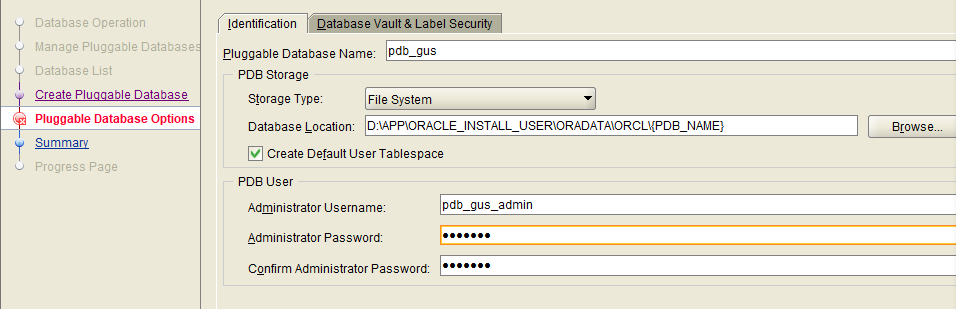 Database Operation
Manage Pluggable Databases
Database List
Create Pluggable Database
Pluggable Database Options
Summary
Progress Page
Identification
Database Vault & Label Security
Pluggable Database Name: pdb_gus
PDB Storage
Storage Type: File System
Database Location: D:\APP\ORACLE_INSTALL_USER\ORADATA\ORCL\{PDB_NAME} Browse...
Create Default User Tablespace
PDB User
Administrator Username: pdb_gus_admin
Administrator Password: •••••••
Confirm Administrator Password: •••••••